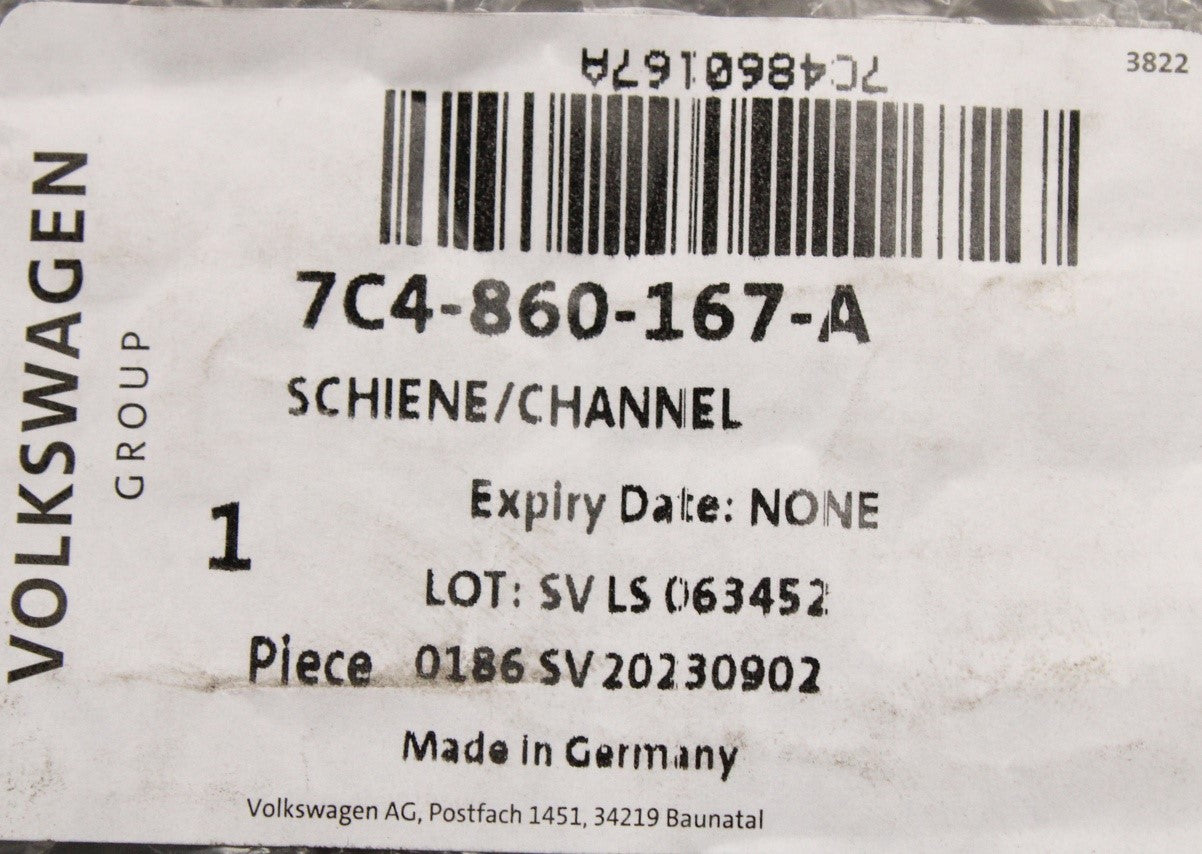 7C4860167A
3822
7C4-860-167-A
SCHIENE/CHANNEL
Expiry Date: NONE
1
LOT: SV LS 063452
Piece 0186 SV 20230902
Made in Germany
Volkswagen AG, Postfach 1451, 34219 Baunatal
VOLKSWAGEN
GROUP